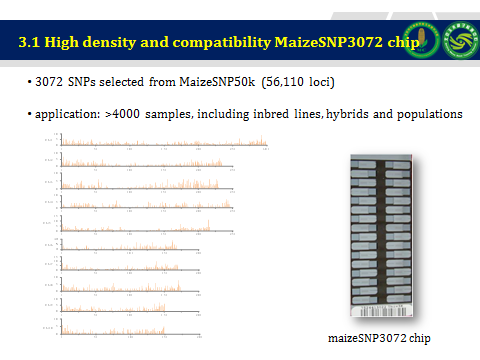 3.1 High density and compatibility MaizeSNP3072 chip
• 3072 SNPs selected from MaizeSNP50k (56,110 loci)
• application: >4000 samples, including inbred lines, hybrids and populations
maizeSNP3072 chip